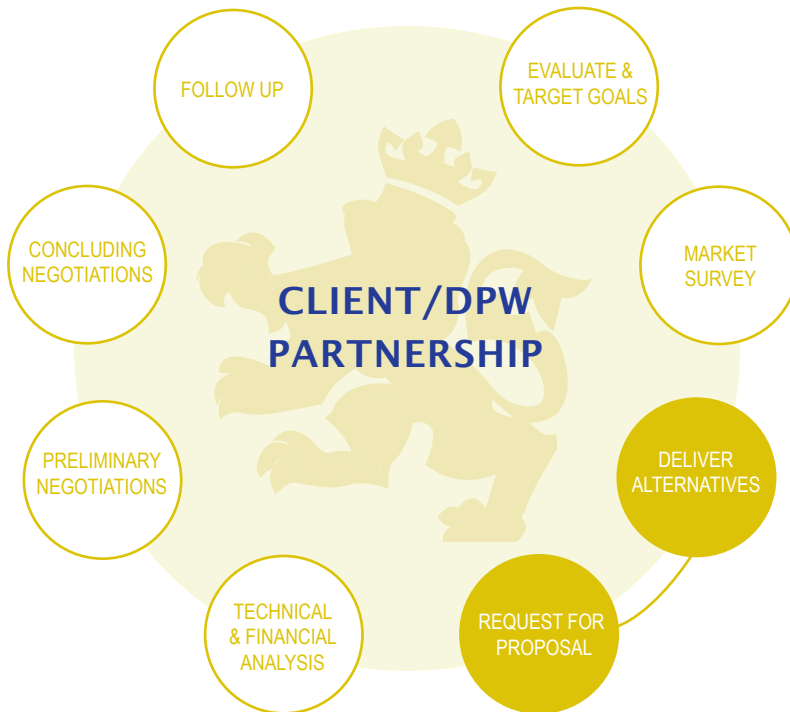 CLIENT/DPW
PARTNERSHIP
EVALUATE &
TARGET GOALS
MARKET
SURVEY
DELIVER
ALTERNATIVES
REQUEST FOR
PROPOSAL
TECHNICAL
& FINANCIAL
ANALYSIS
PRELIMINARY
NEGOTIATIONS
CONCLUDING
NEGOTIATIONS
FOLLOW UP